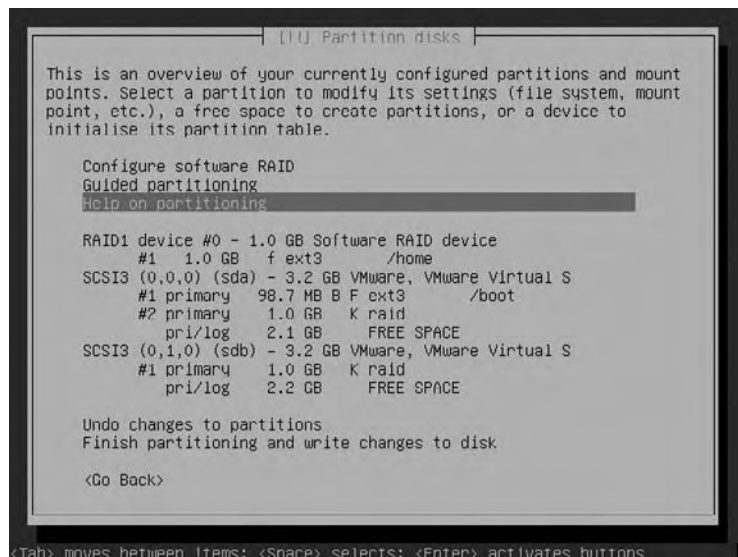 [!!] Partition disks
This is an overview of your currently configured partitions and mount
points. Select a partition to modify its settings (file system, mount
point, etc.), a free space to create partitions, or a device to
initialise its partition table.
Configure software RAID
Guided partitioning
Help on partitioning
RAID1 device #0 - 1.0 GB Software RAID device
#1 1.0 GB f ext3 /home
SCSI3 (0,0,0) (sda) - 3.2 GB VMware, VMware Virtual S
#1 primary 98.7 MB B F ext3 /boot
#2 primary 1.0 GB K raid
pri/log 2.1 GB FREE SPACE
SCSI3 (0,1,0) (sdb) - 3.2 GB VMware, VMware Virtual S
#1 primary 1.0 GB K raid
pri/log 2.2 GB FREE SPACE
Undo changes to partitions
Finish partitioning and write changes to disk
<Go Back>
<Tab> moves between items; <Space> selects; <Enter> activates buttons